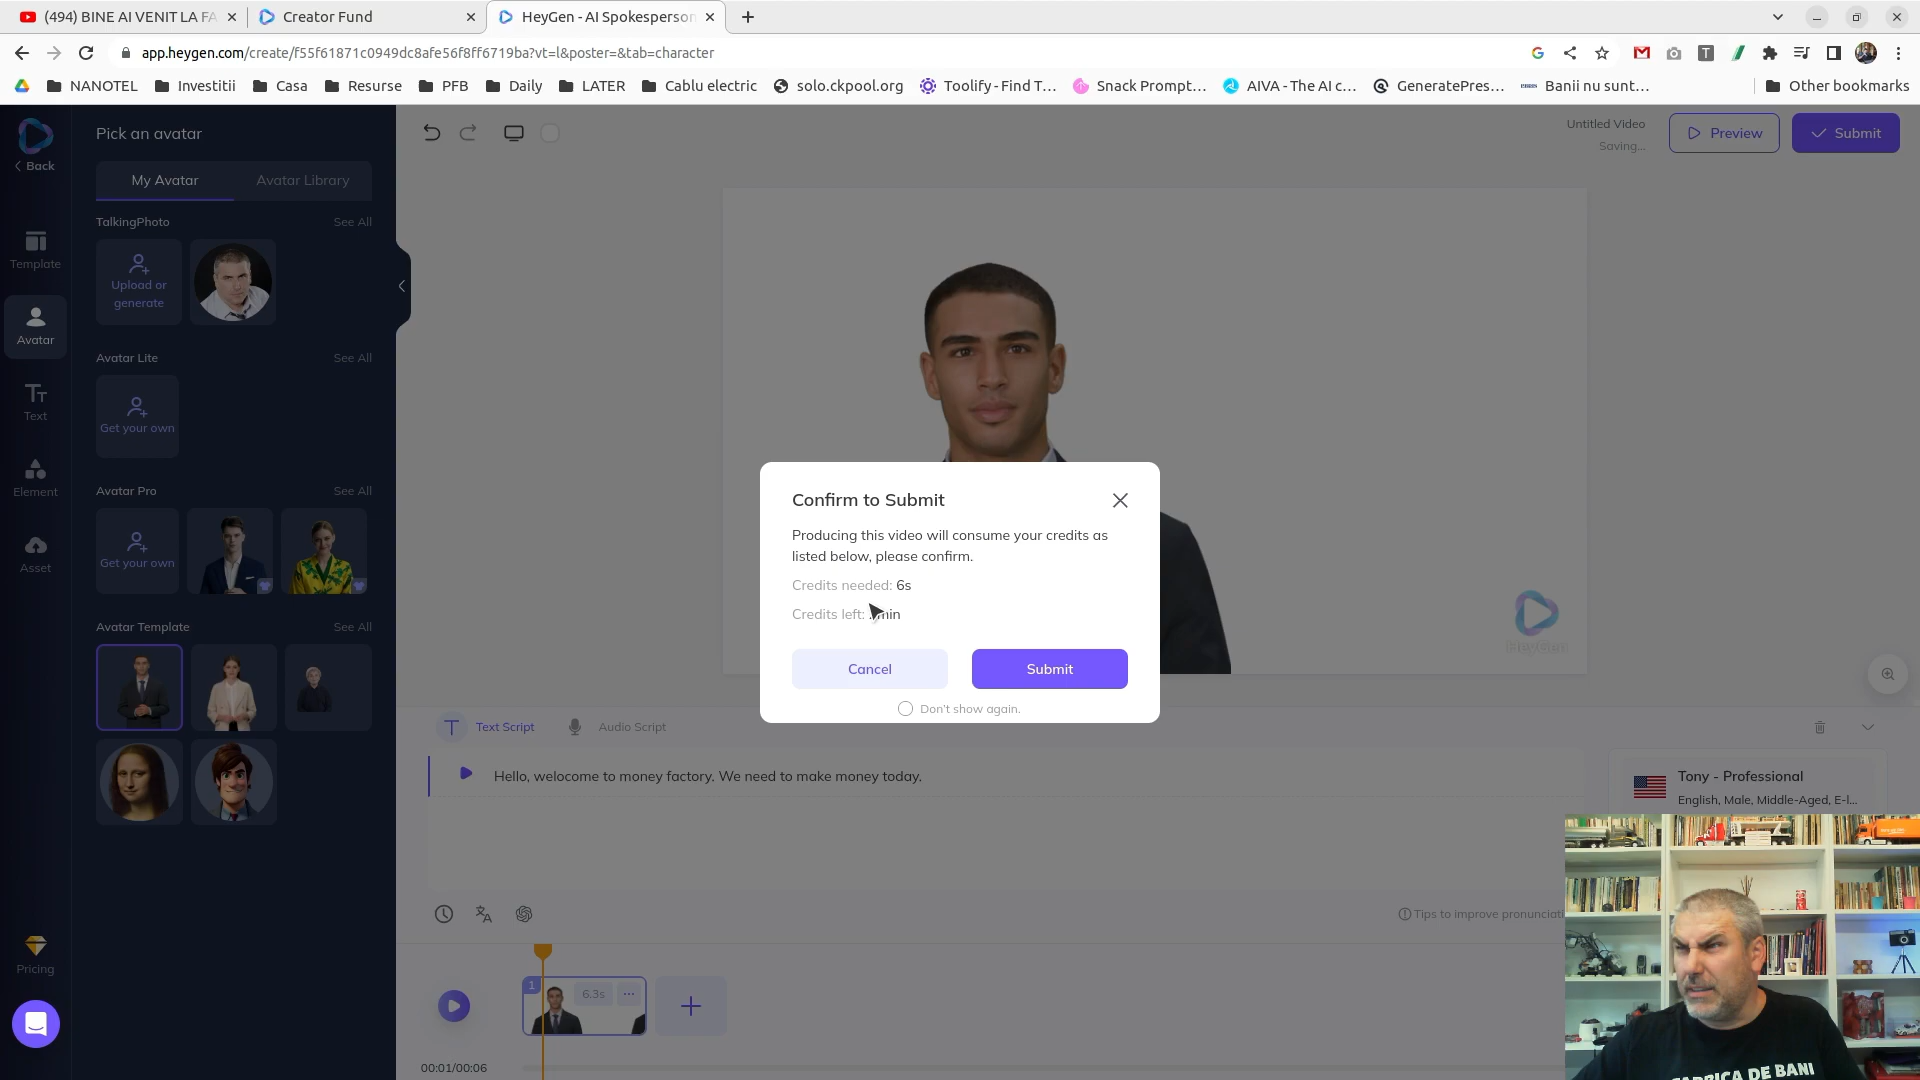 (494) BINE AI VENIT LA FA
Creator Fund
HeyGen - AI Spokesperson
app.heygen.com/create/f55f61871c0949dc8afe56f8ff6719ba?vt=l&poster=&tab=character
NANOTEL
Investitii
Casa
Resurse
PFB
Daily
LATER
Cablu electric
solo.ckpool.org
Toolify - Find T...
Snack Prompt...
AIVA - The AI c...
GeneratePres...
Banii nu sunt...
Other bookmarks
Back
Template
Avatar
Text
Element
Asset
Pricing
Pick an avatar
My Avatar
Avatar Library
TalkingPhoto
See All
Upload or
generate
Avatar Lite
See All
Get your own
Avatar Pro
See All
Get your own
Avatar Template
See All
Untitled Video
Saving...
Preview
Submit
Confirm to Submit
Producing this video will consume your credits as
listed below, please confirm.
Credits needed: 6s
Credits left:
Cancel
Submit
Don't show again.
Text Script
Audio Script
Hello, welocome to money factory. We need to make money today.
Tony - Professional
English, Male, Middle-Aged, E-l...
Tips to improve pronunciati
1
6.3s
00:01/00:06
FABRICA DE BANI